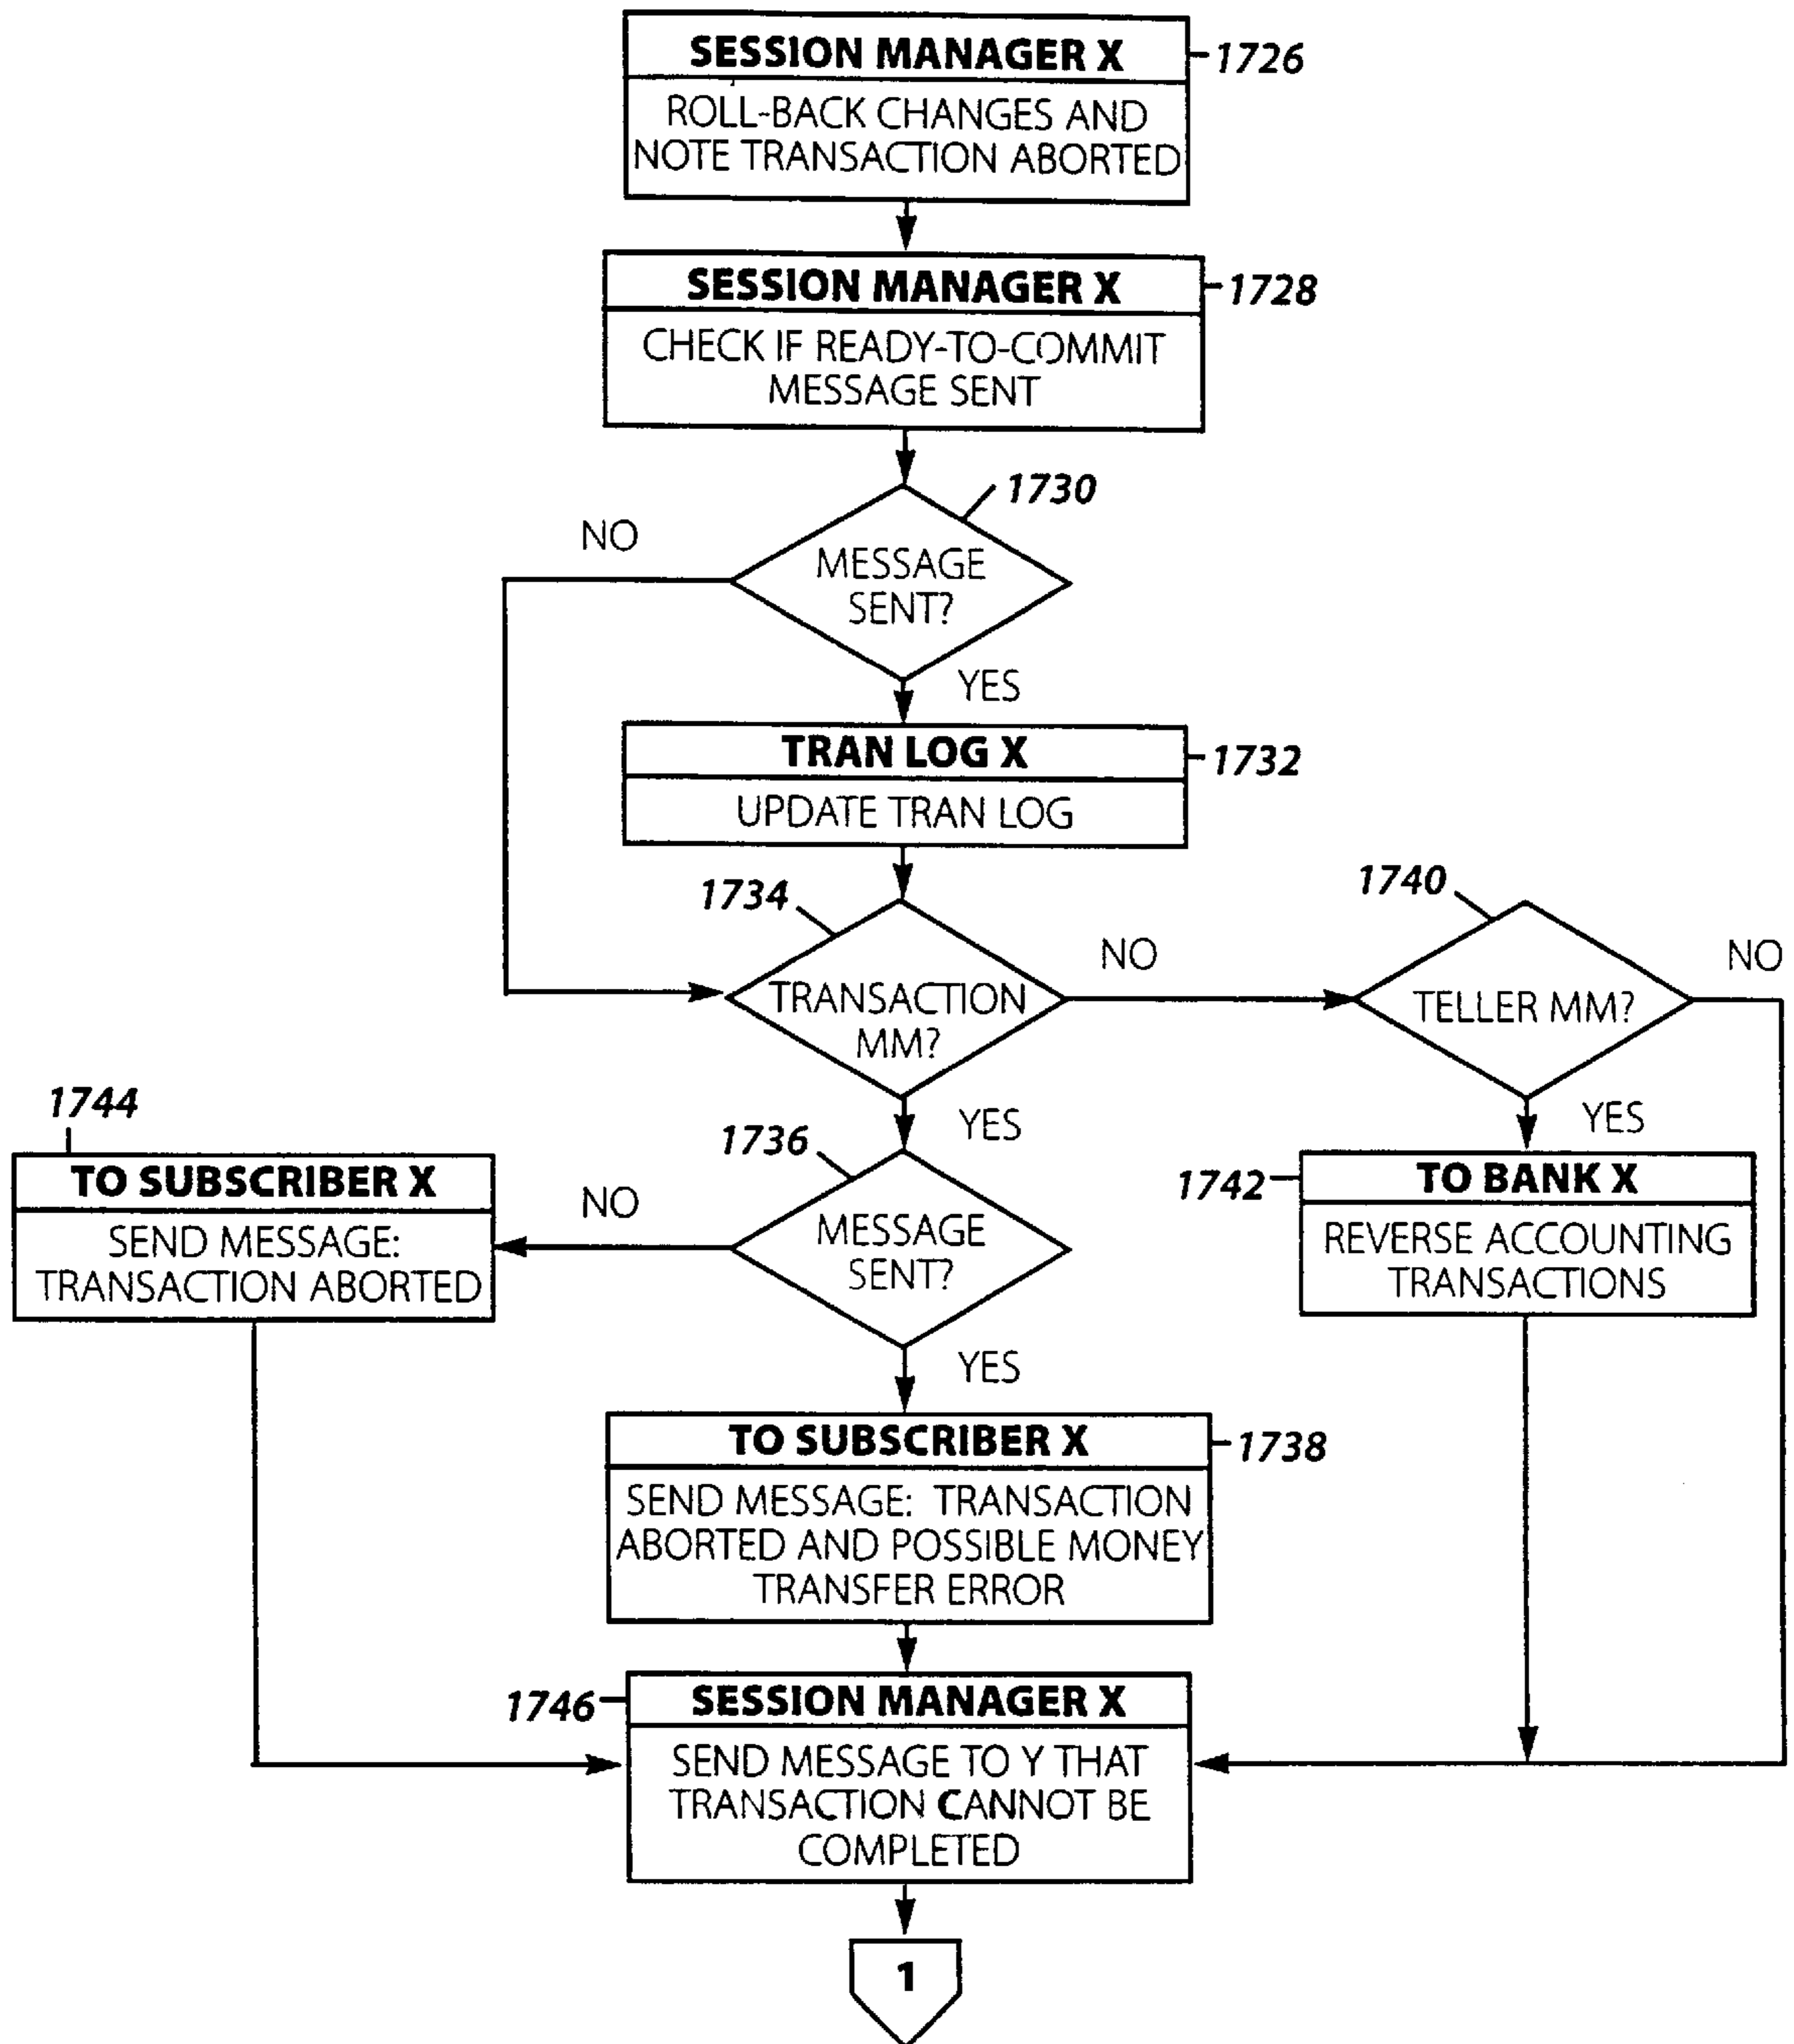 SESSION MANAGER X
1726
ROLL-BACK CHANGES AND
NOTE TRANSACTION ABORTED
SESSION MANAGER X
1728
CHECK IF READY-TO-COMMIT
MESSAGE SENT
1730
NO
MESSAGE
SENT?
YES
TRAN LOG X
1732
UPDATE TRAN LOG
1734
1740
NO
NO
TRANSACTION
MM?
TELLER MM?
YES
YES
1744
1736
TO SUBSCRIBER X
SEND MESSAGE:
TRANSACTION ABORTED
NO
MESSAGE
SENT?
1742
TO BANK X
REVERSE ACCOUNTING
TRANSACTIONS
YES
TO SUBSCRIBER X
1738
SEND MESSAGE: TRANSACTION
ABORTED AND POSSIBLE MONEY
TRANSFER ERROR
1746
SESSION MANAGER X
SEND MESSAGE TO Y THAT
TRANSACTION CANNOT BE
COMPLETED
1